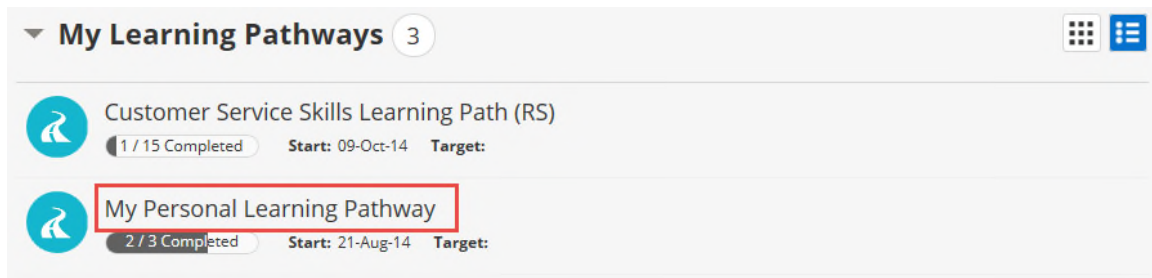 My Learning Pathways 3
Customer Service Skills Learning Path (RS)
1 / 15 Completed Start: 09-Oct-14 Target:
My Personal Learning Pathway
2 / 3 Completed Start: 21-Aug-14 Target: